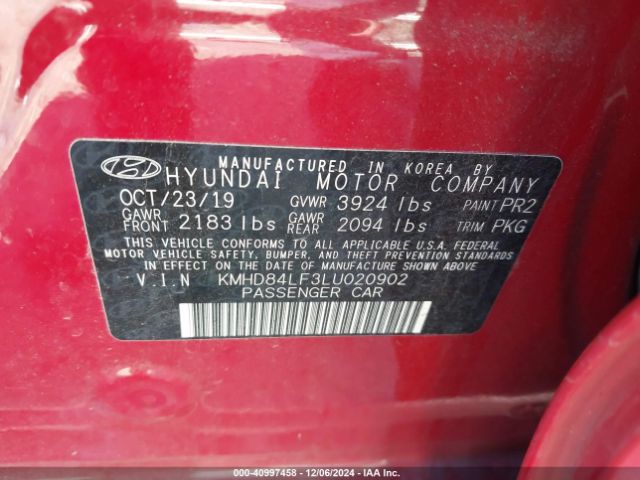 MANUFACTURED IN KOREA BY
HYUNDAI MOTOR COMPANY
OCT/23/19 GVWR 3924 lbs PAINT PR2
GAWR FRONT 2183 lbs GAWR REAR 2094 lbs TRIM PKG
THIS VEHICLE CONFORMS TO ALL APPLICABLE U.S.A. FEDERAL
MOTOR VEHICLE SAFETY, BUMPER, AND THEFT PREVENTION STANDARDS
IN EFFECT ON THE DATE OF MANUFACTURE SHOWN ABOVE
V.I.N KMHD84LF3LU020902
PASSENGER CAR
000-40997458 - 12/06/2024 - IAA Inc.